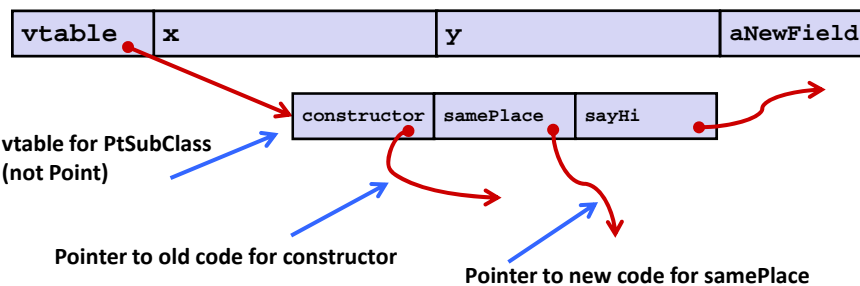 vtable x y aNewField
constructor samePlace sayHi
vtable for PtSubClass
(not Point)
Pointer to old code for constructor
Pointer to new code for samePlace